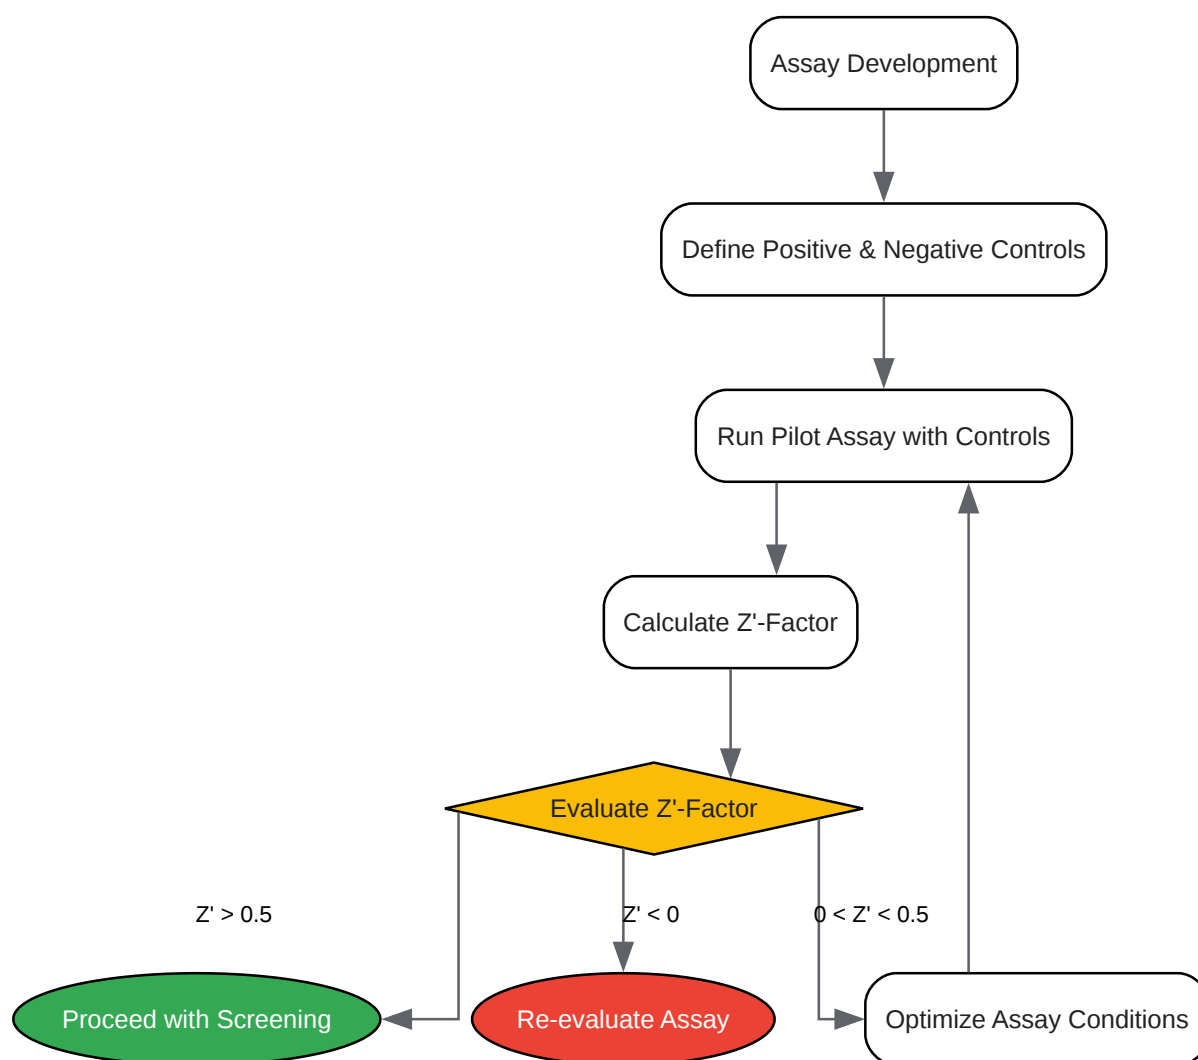 Assay Development
Define Positive & Negative Controls
Run Pilot Assay with Controls
Calculate Z'-Factor
Evaluate Z'-Factor
Z' > 0.5
Z' < 0
0 < Z' < 0.5
Proceed with Screening
Re-evaluate Assay
Optimize Assay Conditions